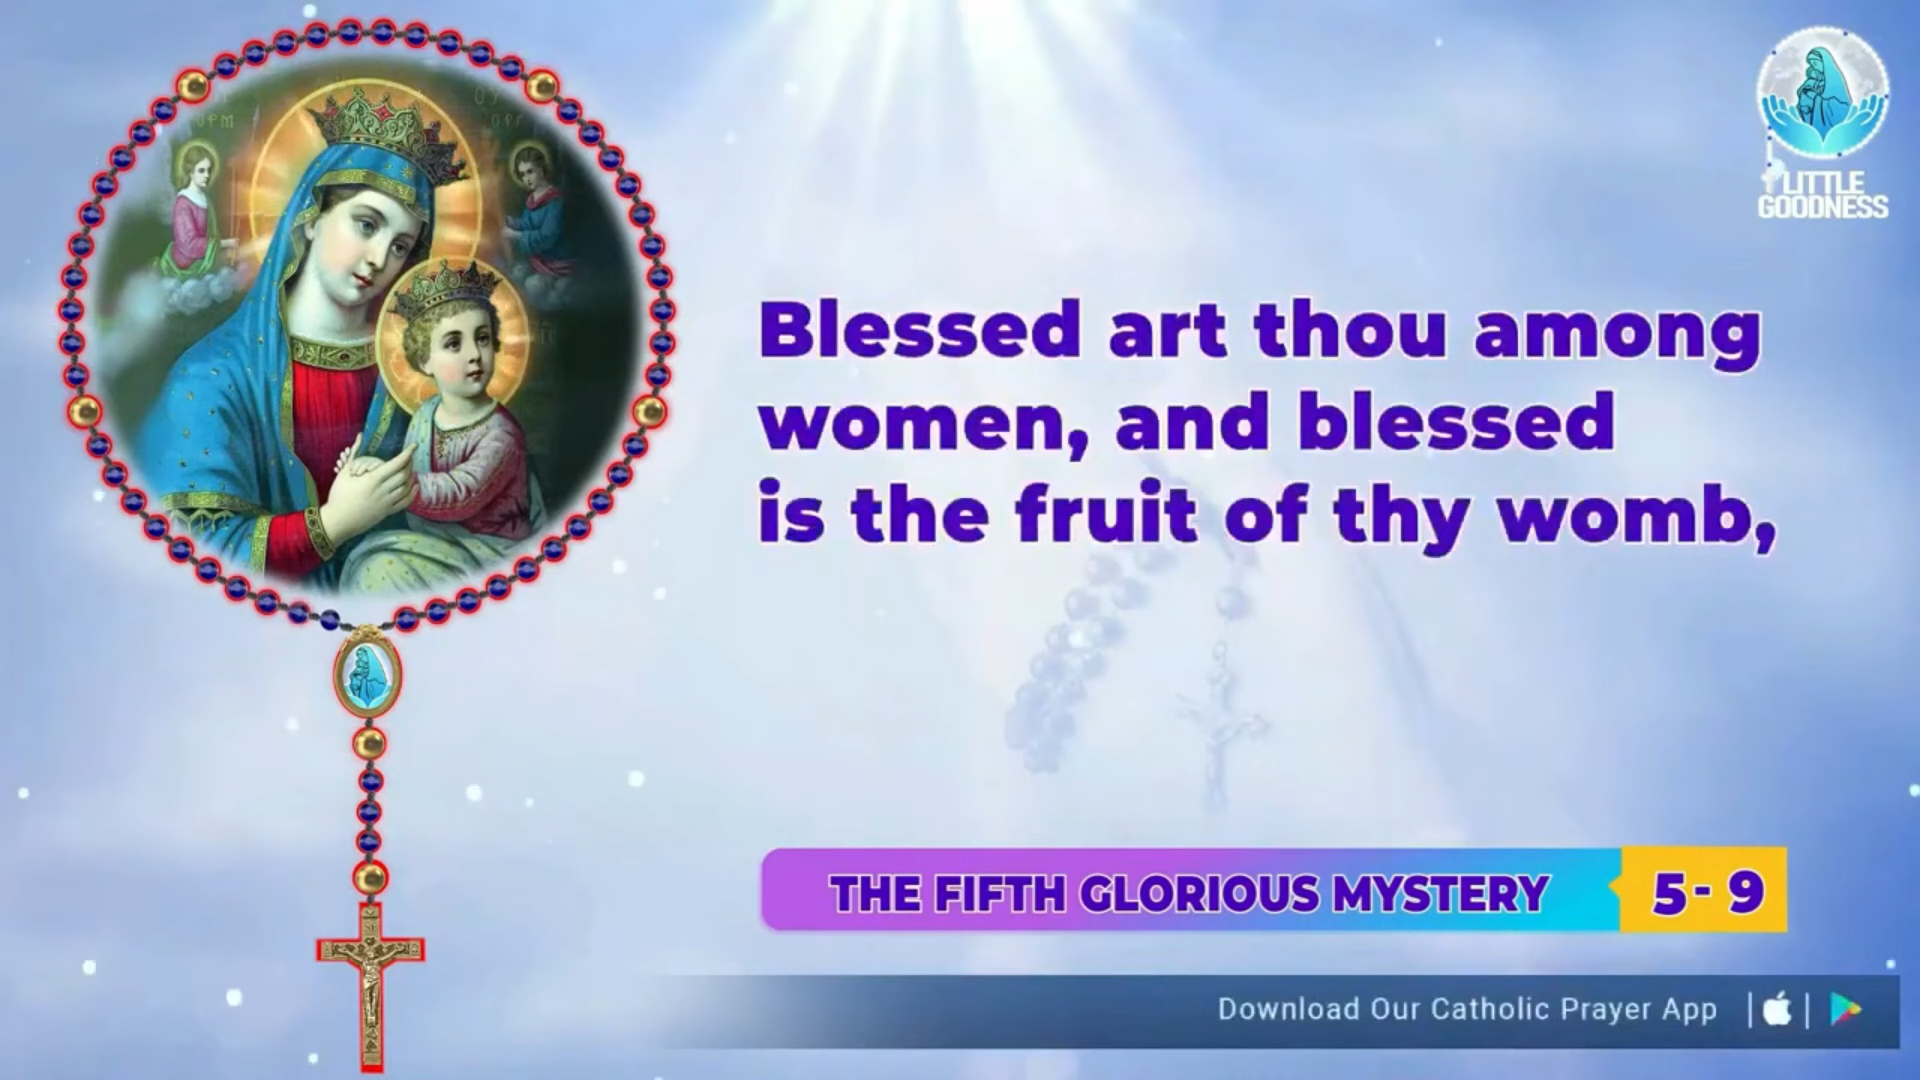 LITTLE
GOODNESS
Blessed art thou among
women, and blessed
is the fruit of thy womb,
THE FIFTH GLORIOUS MYSTERY 5- 9
Download Our Catholic Prayer App